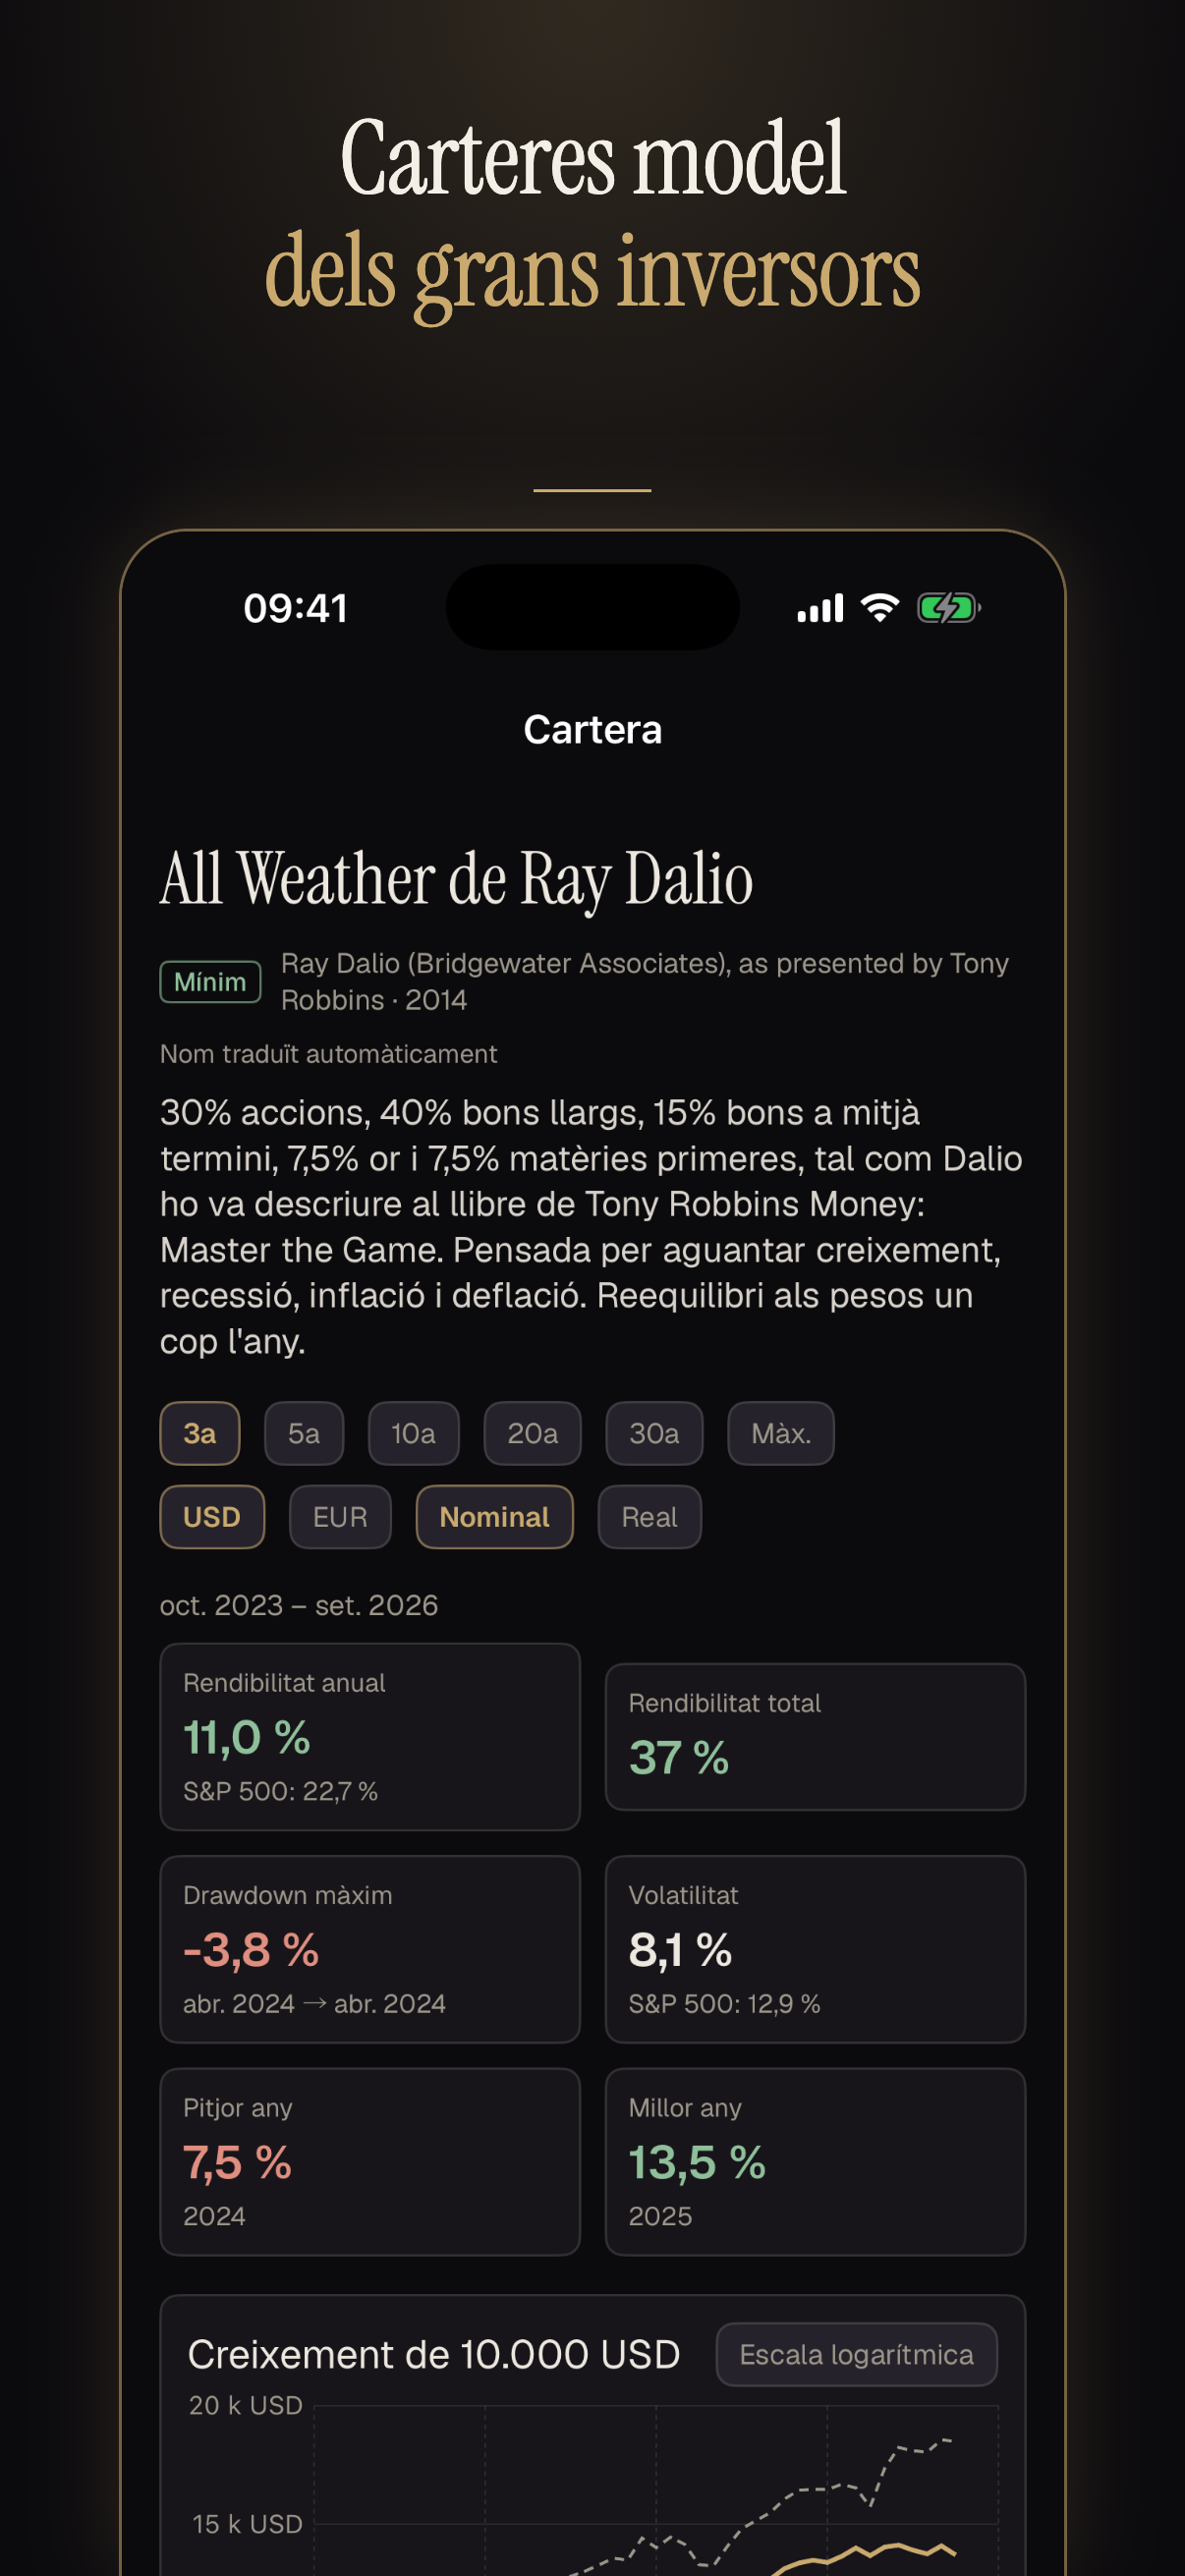 Carteres model
dels grans inversors
09:41
Cartera
All Weather de Ray Dalio
Mínim
Ray Dalio (Bridgewater Associates), as presented by Tony
Robbins · 2014
Nom traduït automàticament
30% accions, 40% bons llargs, 15% bons a mitjà
termini, 7,5% or i 7,5% matèries primeres, tal com Dalio
ho va descriure al llibre de Tony Robbins Money:
Master the Game. Pensada per aguantar creixement,
recessió, inflació i deflació. Reequilibri als pesos un
cop l'any.
3a 5a 10a 20a 30a Màx.
USD EUR Nominal Real
oct. 2023 – set. 2026
Rendibilitat anual
11,0 %
S&P 500: 22,7 %
Rendibilitat total
37 %
Drawdown màxim
-3,8 %
abr. 2024 → abr. 2024
Volatilitat
8,1 %
S&P 500: 12,9 %
Pitjor any
7,5 %
2024
Millor any
13,5 %
2025
Creixement de 10.000 USD
Escala logarítmica
20 k USD
15 k USD